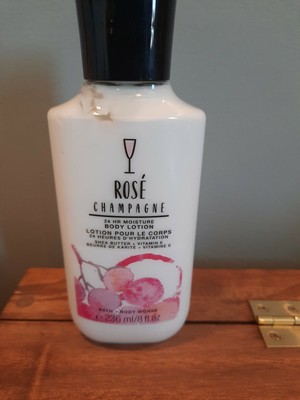 ROSÉ
CHAMPAGNE
24 HR MOISTURE
BODY LOTION
LOTION POUR LE CORPS
24 HEURES D'HYDRATATION
SHEA BUTTER + VITAMIN E
BEURRE DE KARITÉ + VITAMINE E
BATH & BODY WORKS
e 236 ml/8 fl oz